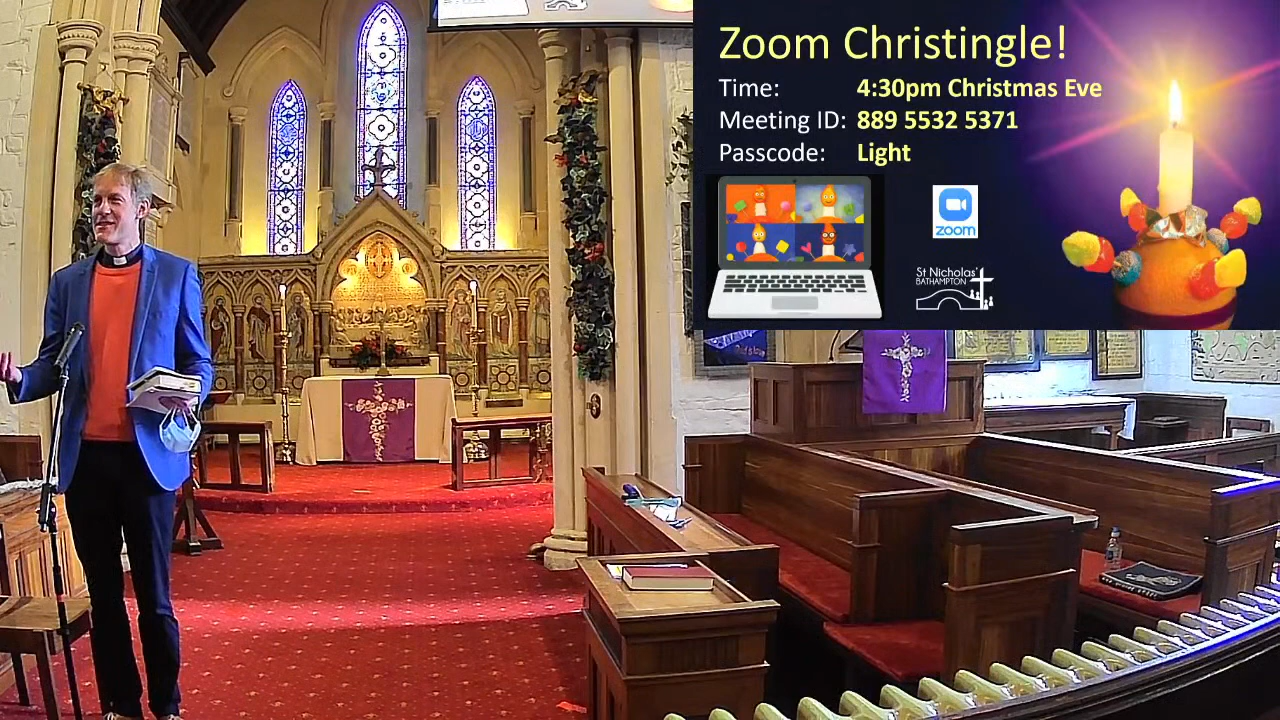 Zoom Christingle!
Time: 4:30pm Christmas Eve
Meeting ID: 889 5532 5371
Passcode: Light
zoom
St Nicholas'
BATHAMPTON